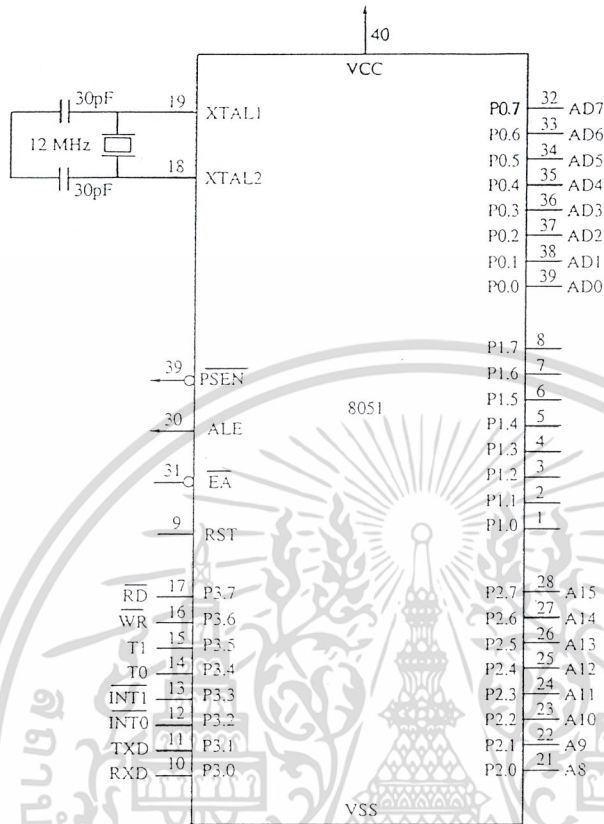 40
VCC
30pF
19 XTAL1
12 MHz
18 XTAL2
30pF
P0.7 32 AD7
P0.6 33 AD6
P0.5 34 AD5
P0.4 35 AD4
P0.3 36 AD3
P0.2 37 AD2
P0.1 38 AD1
P0.0 39 AD0
39 PSEN
30 ALE
31 EA
9 RST
8051
P1.7 8
P1.6 7
P1.5 6
P1.4 5
P1.3 4
P1.2 3
P1.1 2
P1.0 1
RD 17 P3.7
WR 16 P3.6
T1 15 P3.5
T0 14 P3.4
INT1 13 P3.3
INT0 12 P3.2
TXD 11 P3.1
RXD 10 P3.0
P2.7 28 A15
P2.6 27 A14
P2.5 26 A13
P2.4 25 A12
P2.3 24 A11
P2.2 23 A10
P2.1 22 A9
P2.0 21 A8
VSS